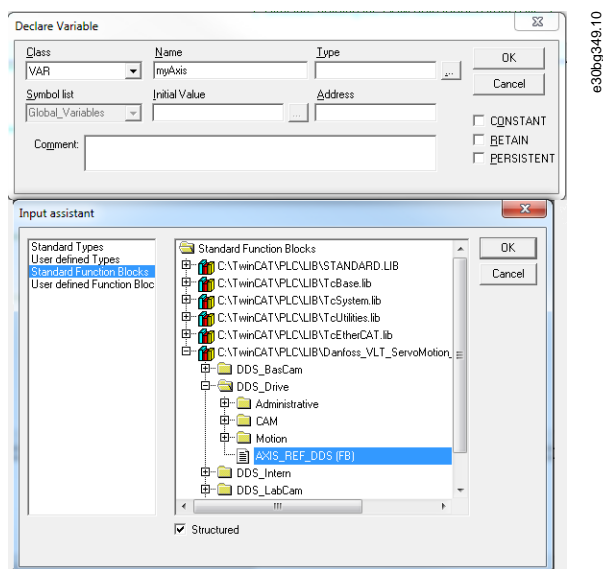 Declare Variable
Class Name Type
VAR myAxis ... OK
Symbol list Initial Value Address Cancel
Global_Variables ...
CONSTANT
Comment: RETAIN
PERSISTENT
Input assistant
Standard Types
User defined Types
Standard Function Blocks
User defined Function Bloc
Standard Function Blocks
C:\TwinCAT\PLC\LIB\STANDARD.LIB
C:\TwinCAT\PLC\LIB\TcBase.lib
C:\TwinCAT\PLC\LIB\TcSystem.lib
C:\TwinCAT\PLC\LIB\TcUtilities.lib
C:\TwinCAT\PLC\LIB\TcEtherCAT.lib
C:\TwinCAT\PLC\LIB\Danfoss_VLT_ServoMotion_
DDS_BasCam
DDS_Drive
Administrative
CAM
Motion
AXIS_REF_DDS (FB)
DDS_Intern
DDS_LabCam
Structured
OK
Cancel
e30bg349.10